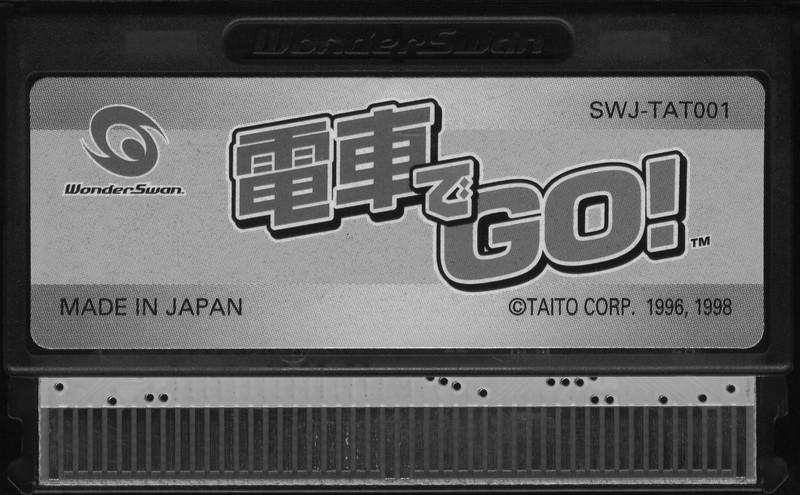 WonderSwan
SWJ-TAT001
WonderSwan
電車でGO!
TM
MADE IN JAPAN
©TAITO CORP. 1996, 1998